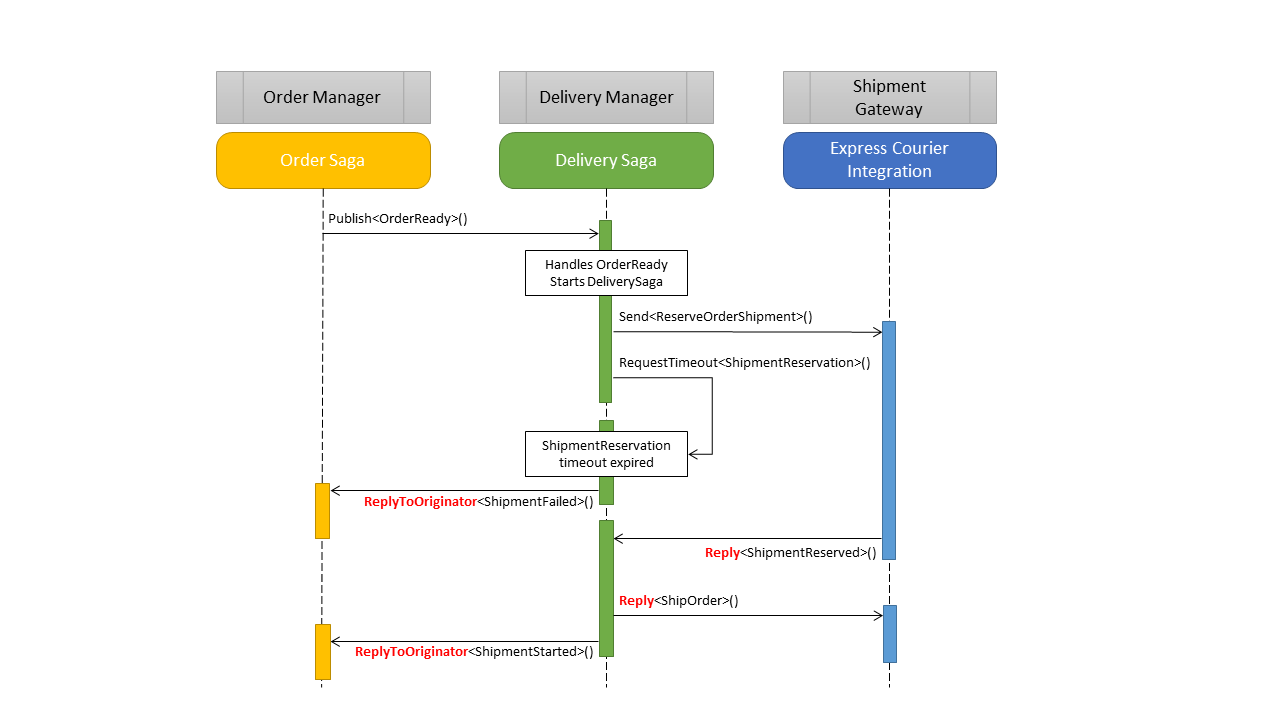 Order Manager
Delivery Manager
Shipment
Gateway
Order Saga
Delivery Saga
Express Courier
Integration
Publish<OrderReady>()
Handles OrderReady
Starts DeliverySaga
Send<ReserveOrderShipment>()
RequestTimeout<ShipmentReservation>()
ShipmentReservation
timeout expired
ReplyToOriginator<ShipmentFailed>()
Reply<ShipmentReserved>()
Reply<ShipOrder>()
ReplyToOriginator<ShipmentStarted>()